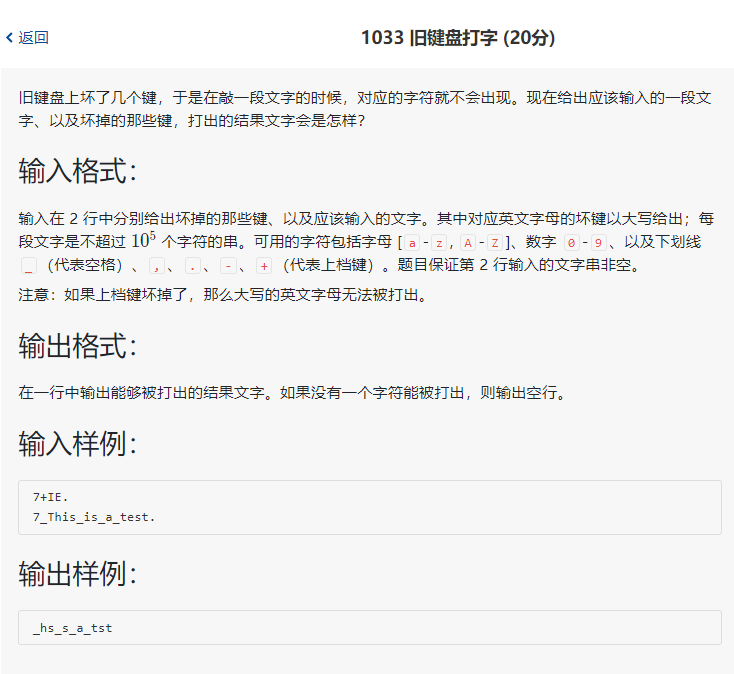 返回
1033 旧键盘打字 (20分)
旧键盘上坏了几个键，于是在敲一段文字的时候，对应的字符就不会出现。现在给出应该输入的一段文
字、以及坏掉的那些键，打出的结果文字会是怎样？
输入格式：
输入在 2 行中分别给出坏掉的那些键、以及应该输入的文字。其中对应英文字母的坏键以大写给出；每
段文字是不超过 10^5 个字符的串。可用的字符包括字母 [a-z, A-Z]、数字 0-9、以及下划线
_（代表空格）、,、.、-、+（代表上档键）。题目保证第 2 行输入的文字串非空。
注意：如果上档键坏掉了，那么大写的英文字母无法被打出。
输出格式：
在一行中输出能够被打出的结果文字。如果没有一个字符能被打出，则输出空行。
输入样例：
7+IE.
7_This_is_a_test.
输出样例：
_hs_s_a_tst